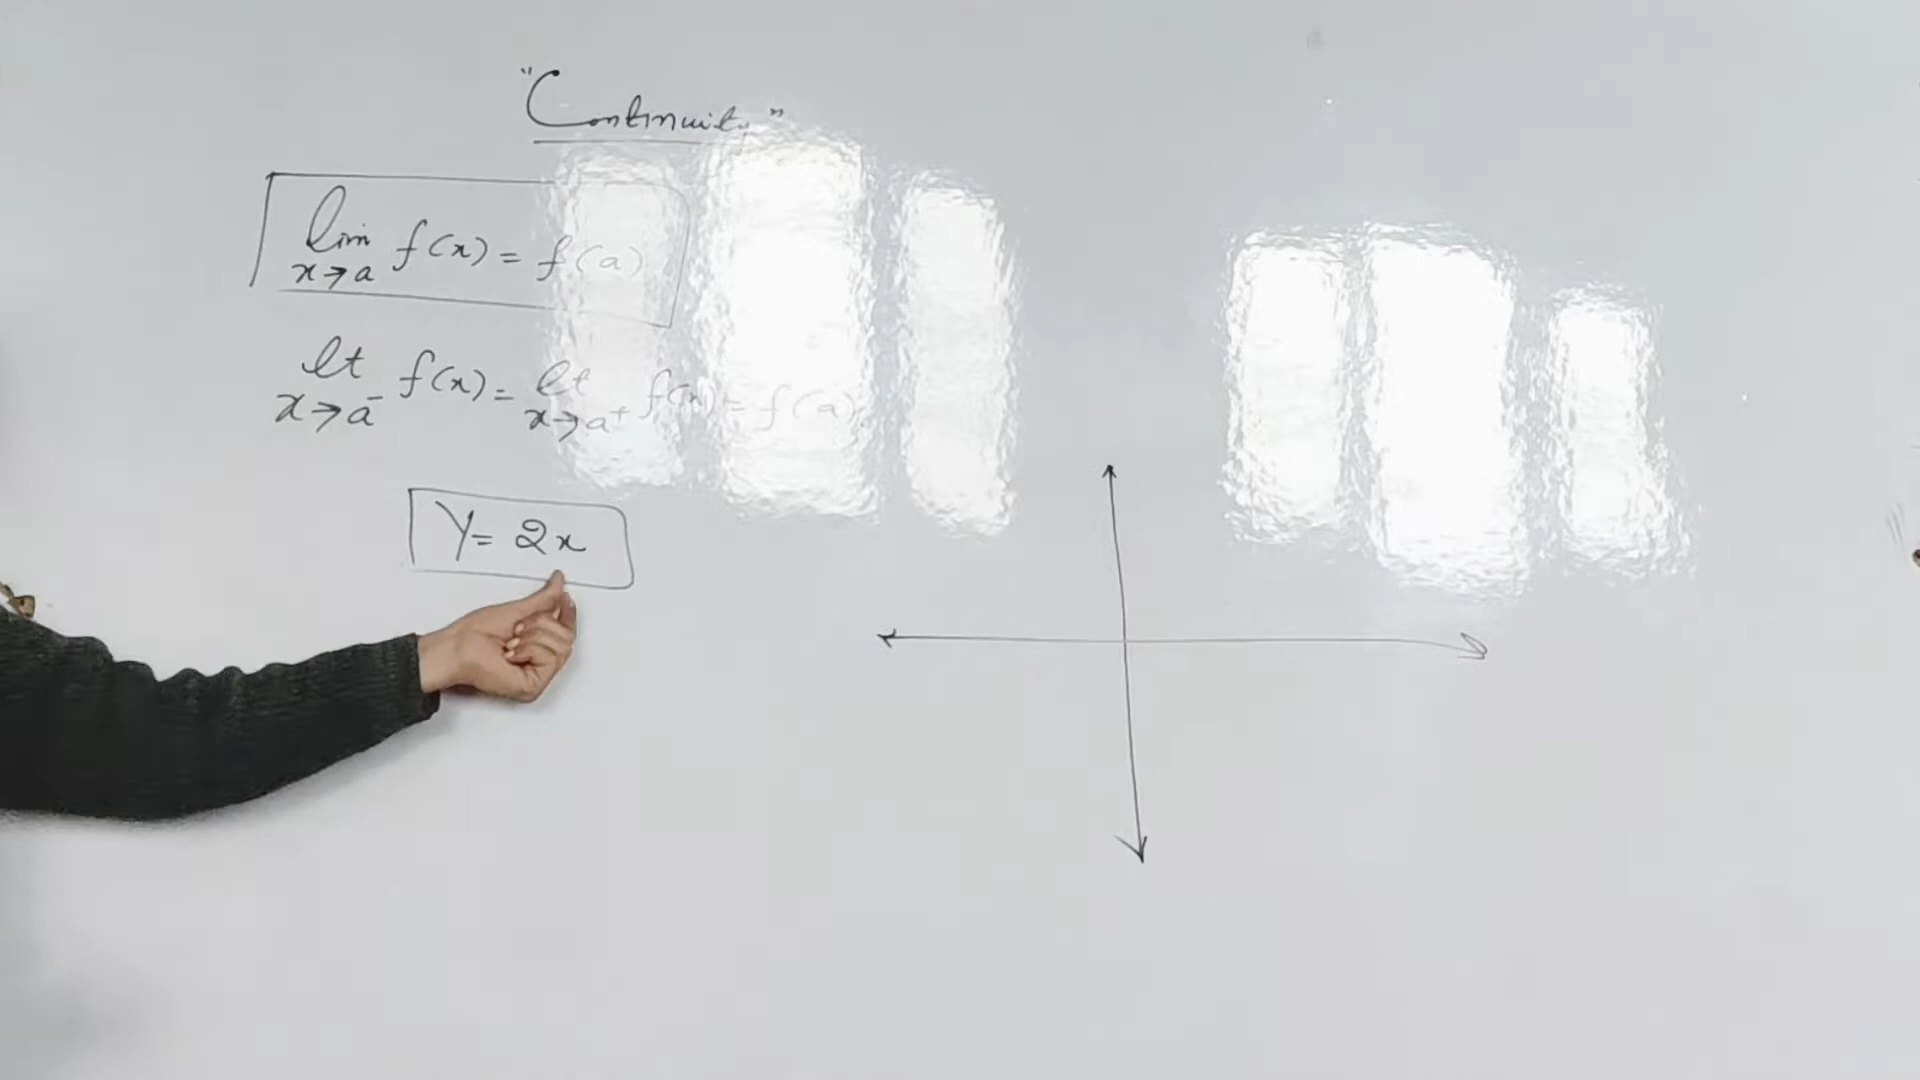 "Continuity"
lim f(x) = f(a)
x→a
lt f(x) = lt f(x) = f(a)
x→a⁻ x→a⁺
Y = 2x